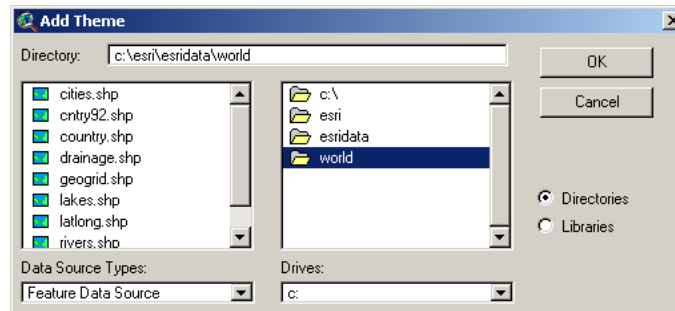 Add Theme
Directory: c:\esri\esridata\world
OK
Cancel
cities.shp
cntry92.shp
country.shp
drainage.shp
geogrid.shp
lakes.shp
latlong.shp
rivers.shp
c:\
esri
esridata
world
Directories
Libraries
Data Source Types:
Feature Data Source
Drives:
c: